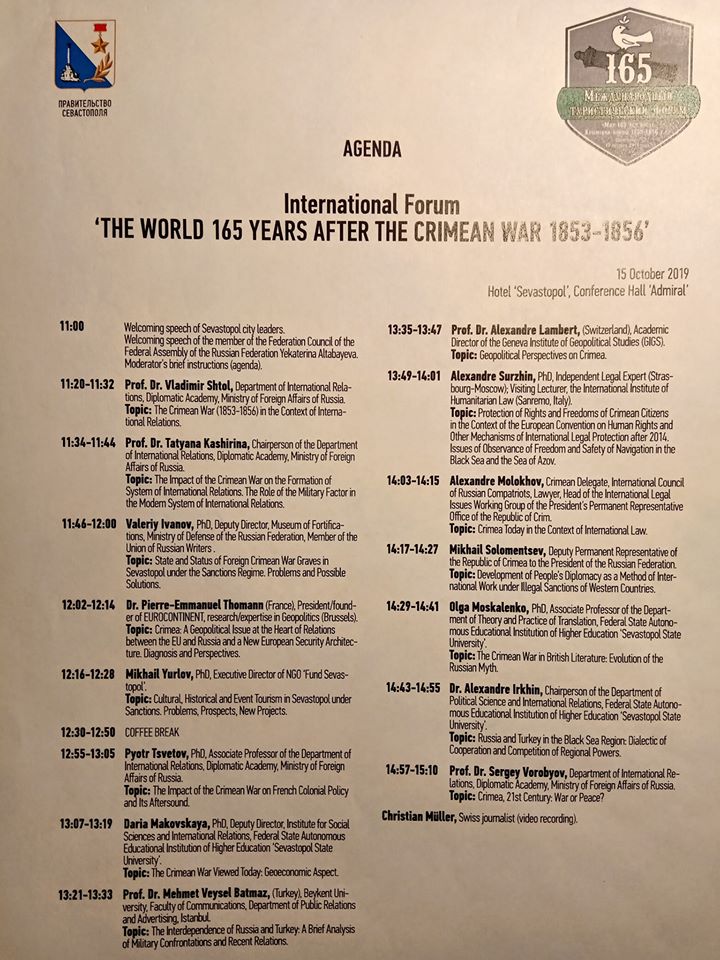 ПРАВИТЕЛЬСТВО
СЕВАСТОПОЛЯ
165
МЕЖДУНАРОДНЫЙ
ТУРИСТИЧЕСКИЙ ФОРУМ
AGENDA
International Forum
‘THE WORLD 165 YEARS AFTER THE CRIMEAN WAR 1853-1856’
15 October 2019
Hotel ‘Sevastopol’, Conference Hall ‘Admiral’
11:00 Welcoming speech of Sevastopol city leaders.
Welcoming speech of the member of the Federation Council of the
Federal Assembly of the Russian Federation Yekaterina Altabayeva.
Moderator’s brief instructions (agenda).
11:20-11:32 Prof. Dr. Vladimir Shtol, Department of International Rela-
tions, Diplomatic Academy, Ministry of Foreign Affairs of Russia.
Topic: The Crimean War (1853-1856) in the Context of Interna-
tional Relations.
11:34-11:44 Prof. Dr. Tatyana Kashirina, Chairperson of the Department
of International Relations, Diplomatic Academy, Ministry of Foreign
Affairs of Russia.
Topic: The Impact of the Crimean War on the Formation of
System of International Relations. The Role of the Military Factor in
the Modern System of International Relations.
11:46-12:00 Valeriy Ivanov, PhD, Deputy Director, Museum of Fortifica-
tions, Ministry of Defense of the Russian Federation, Member of the
Union of Russian Writers .
Topic: State and Status of Foreign Crimean War Graves in
Sevastopol under the Sanctions Regime. Problems and Possible
Solutions.
12:02-12:14 Dr. Pierre-Emmanuel Thomann (France), President/found-
er of EUROCONTINENT, research/expertise in Geopolitics (Brussels).
Topic: Crimea: A Geopolitical Issue at the Heart of Relations
between the EU and Russia and a New European Security Architec-
ture. Diagnosis and Perspectives.
12:16-12:28 Mikhail Yurlov, PhD, Executive Director of NGO ‘Fund Sevas-
topol’.
Topic: Cultural, Historical and Event Tourism in Sevastopol under
Sanctions. Problems, Prospects, New Projects.
12:30-12:50 COFFEE BREAK
12:55-13:05 Pyotr Tsvetov, PhD, Associate Professor of the Department of
International Relations, Diplomatic Academy, Ministry of Foreign
Affairs of Russia.
Topic: The Impact of the Crimean War on French Colonial Policy
and Its Aftersound.
13:07-13:19 Daria Makovskaya, PhD, Deputy Director, Institute for Social
Sciences and International Relations, Federal State Autonomous
Educational Institution of Higher Education ‘Sevastopol State
University’.
Topic: The Crimean War Viewed Today: Geoeconomic Aspect.
13:21-13:33 Prof. Dr. Mehmet Veysel Batmaz, (Turkey), Beykent Uni-
versity, Faculty of Communications, Department of Public Relations
and Advertising, Istanbul.
Topic: The Interdependence of Russia and Turkey: A Brief Analysis
of Military Confrontations and Recent Relations.
13:35-13:47 Prof. Dr. Alexandre Lambert, (Switzerland), Academic
Director of the Geneva Institute of Geopolitical Studies (GIGS).
Topic: Geopolitical Perspectives on Crimea.
13:49-14:01 Alexandre Surzhin, PhD, Independent Legal Expert (Stras-
bourg-Moscow); Visiting Lecturer, the International Institute of
Humanitarian Law (Sanremo, Italy).
Topic: Protection of Rights and Freedoms of Crimean Citizens
in the Context of the European Convention on Human Rights and
Other Mechanisms of International Legal Protection after 2014.
Issues of Observance of Freedom and Safety of Navigation in the
Black Sea and the Sea of Azov.
14:03-14:15 Alexandre Molokhov, Crimean Delegate, International Council
of Russian Compatriots, Lawyer, Head of the International Legal
Issues Working Group of the President’s Permanent Representative
Office of the Republic of Crim.
Topic: Crimea Today in the Context of International Law.
14:17-14:27 Mikhail Solomentsev, Deputy Permanent Representative of
the Republic of Crimea to the President of the Russian Federation.
Topic: Development of People’s Diplomacy as a Method of Inter-
national Work under Illegal Sanctions of Western Countries.
14:29-14:41 Olga Moskalenko, PhD, Associate Professor of the Depart-
ment of Theory and Practice of Translation, Federal State Autono-
mous Educational Institution of Higher Education ‘Sevastopol State
University’.
Topic: The Crimean War in British Literature: Evolution of the
Russian Myth.
14:43-14:55 Dr. Alexandre Irkhin, Chairperson of the Department of
Political Science and International Relations, Federal State Autono-
mous Educational Institution of Higher Education ‘Sevastopol State
University’.
Topic: Russia and Turkey in the Black Sea Region: Dialectic of
Cooperation and Competition of Regional Powers.
14:57-15:10 Prof. Dr. Sergey Vorobyov, Department of International Re-
lations, Diplomatic Academy, Ministry of Foreign Affairs of Russia.
Topic: Crimea, 21st Century: War or Peace?
Christian Müller, Swiss journalist (video recording).